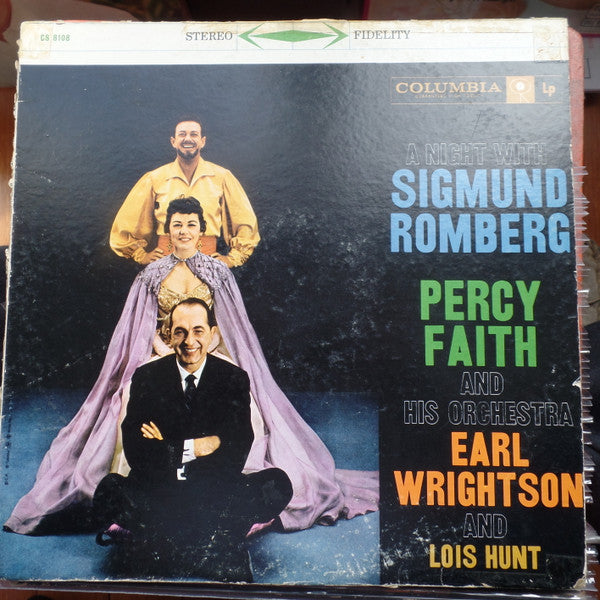 CS 8108
STEREO FIDELITY
COLUMBIA Lp
A NIGHT WITH
SIGMUND
ROMBERG
PERCY
FAITH
AND
HIS ORCHESTRA
EARL
WRIGHTSON
AND
LOIS HUNT